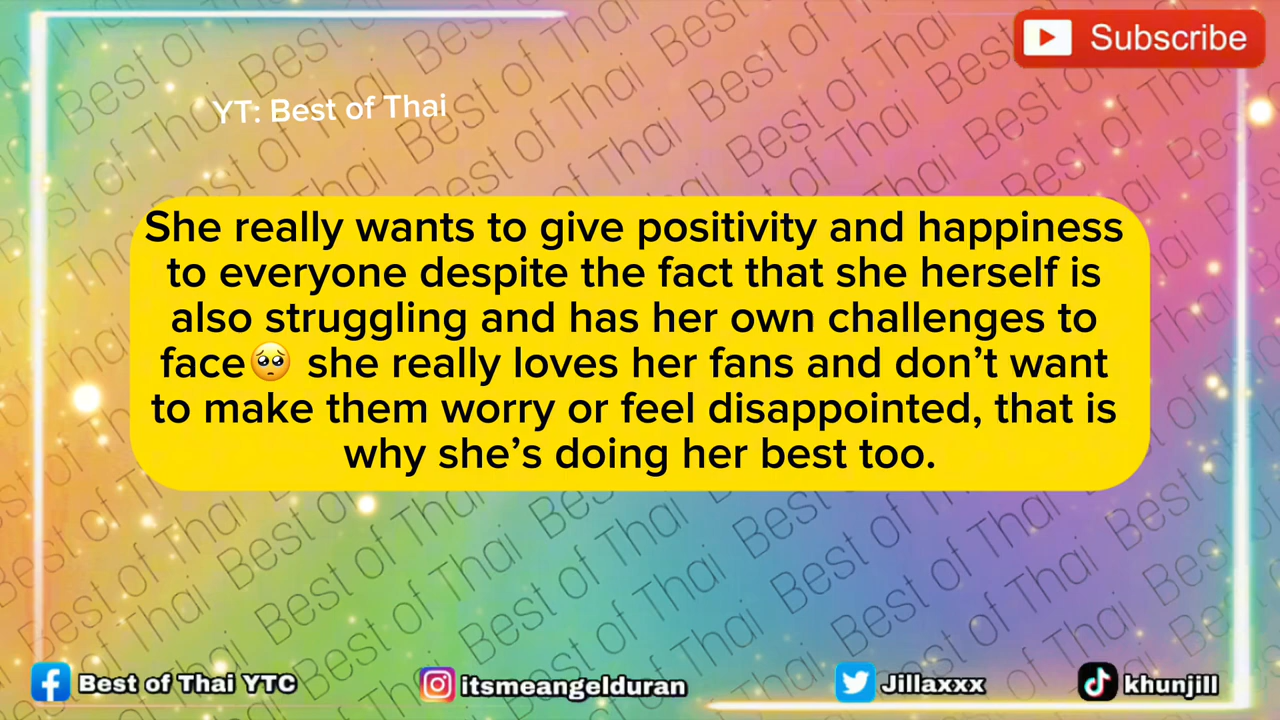 Subscribe
YT: Best of Thai
She really wants to give positivity and happiness
to everyone despite the fact that she herself is
also struggling and has her own challenges to
face🥺 she really loves her fans and don’t want
to make them worry or feel disappointed, that is
why she’s doing her best too.
Best of Thai YTC
itsmeangelduran
Jillaxxx
khunjill